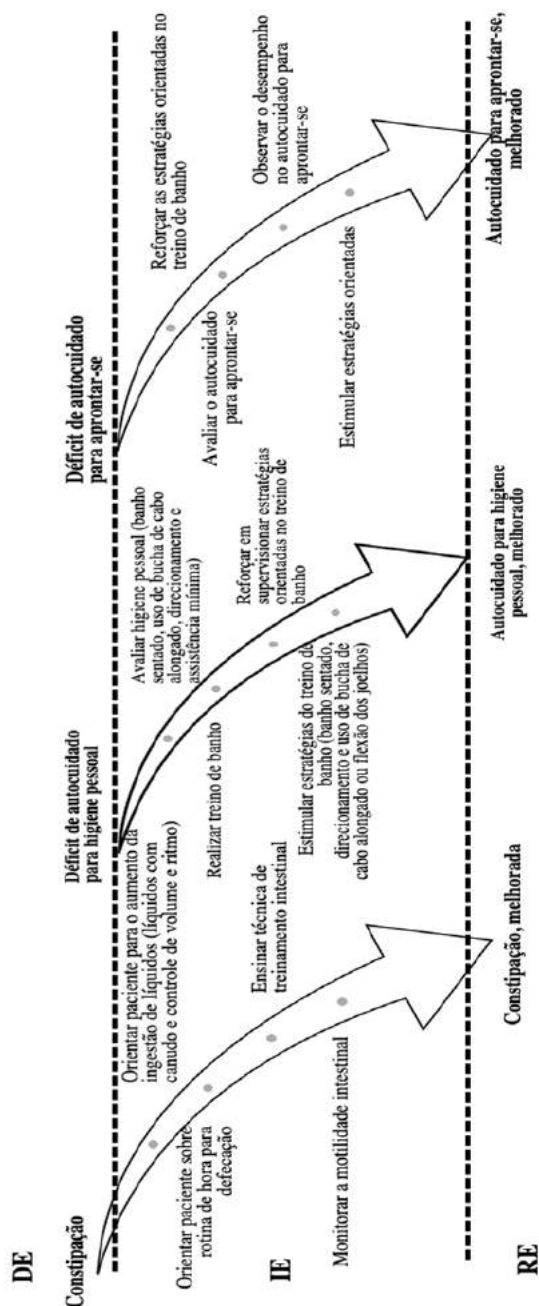 DE
Constipação
Déficit de autocuidado
para higiene pessoal
Déficit de autocuidado
para aprontar-se
IE
Orientar paciente sobre
rotina de hora para
defecação
Orientar paciente para o aumento da
ingestão de líquidos (líquidos com
canudo e controle de volume e ritmo)
Monitorar a motilidade intestinal
Ensinar técnica de
treinamento intestinal
Realizar treino de banho
Avaliar higiene pessoal (banho
sentado, uso de bucha de cabo
alongado, direcionamento e
assistência mínima)
Estimular estratégias do treino de
banho (banho sentado,
direcionamento e uso de bucha de
cabo alongado ou flexão dos joelhos)
Reforçar em
supervisionar estratégias
orientadas no treino de
banho
Avaliar o autocuidado
para aprontar-se
Reforçar as estratégias orientadas no
treino de banho
Estimular estratégias orientadas
Observar o desempenho
no autocuidado para
aprontar-se
RE
Constipação, melhorada
Autocuidado para higiene
pessoal, melhorado
Autocuidado para aprontar-se,
melhorado